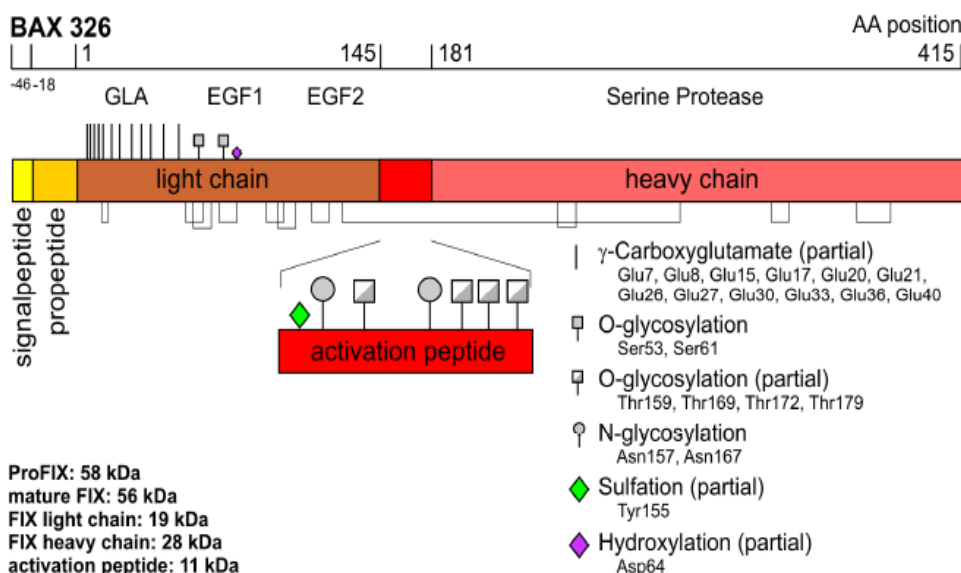 BAX 326
AA position
1 145 181 415
-46 -18
GLA EGF1 EGF2 Serine Protease
light chain heavy chain
signalpeptide
propeptide
activation peptide
γ-Carboxyglutamate (partial)
Glu7, Glu8, Glu15, Glu17, Glu20, Glu21,
Glu26, Glu27, Glu30, Glu33, Glu36, Glu40
O-glycosylation
Ser53, Ser61
O-glycosylation (partial)
Thr159, Thr169, Thr172, Thr179
N-glycosylation
Asn157, Asn167
Sulfation (partial)
Tyr155
Hydroxylation (partial)
Asp64
ProFIX: 58 kDa
mature FIX: 56 kDa
FIX light chain: 19 kDa
FIX heavy chain: 28 kDa
activation peptide: 11 kDa